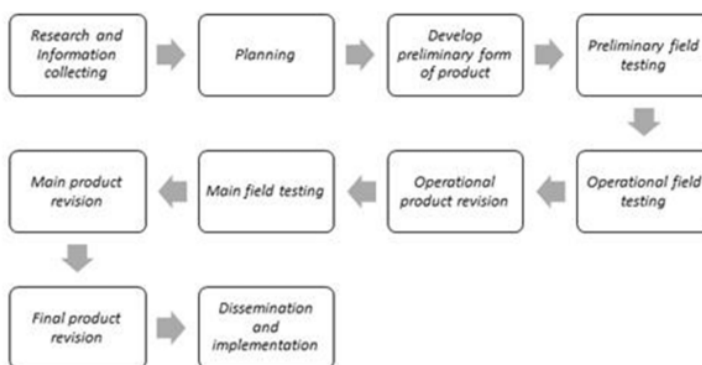 Research and
Information
collecting
Planning
Develop
preliminary form
of product
Preliminary field
testing
Operational field
testing
Operational
product revision
Main field testing
Main product
revision
Final product
revision
Dissemination
and
implementation